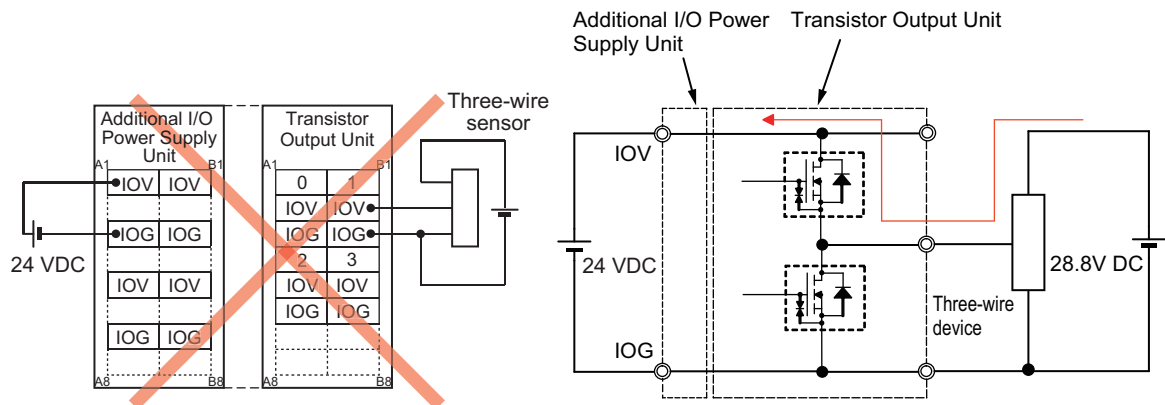 Additional I/O
Power Supply
Unit
A1
B1
IOV
IOV
IOG
IOG
IOV
IOV
IOG
IOG
A8
B8
24 VDC
Transistor
Output Unit
A1
B1
0
1
IOV
IOV
IOG
IOG
2
3
IOV
IOV
IOG
IOG
A8
B8
Three-wire
sensor
Additional I/O Power
Supply Unit
Transistor Output Unit
IOV
24 VDC
IOG
Three-wire
device
28.8V DC